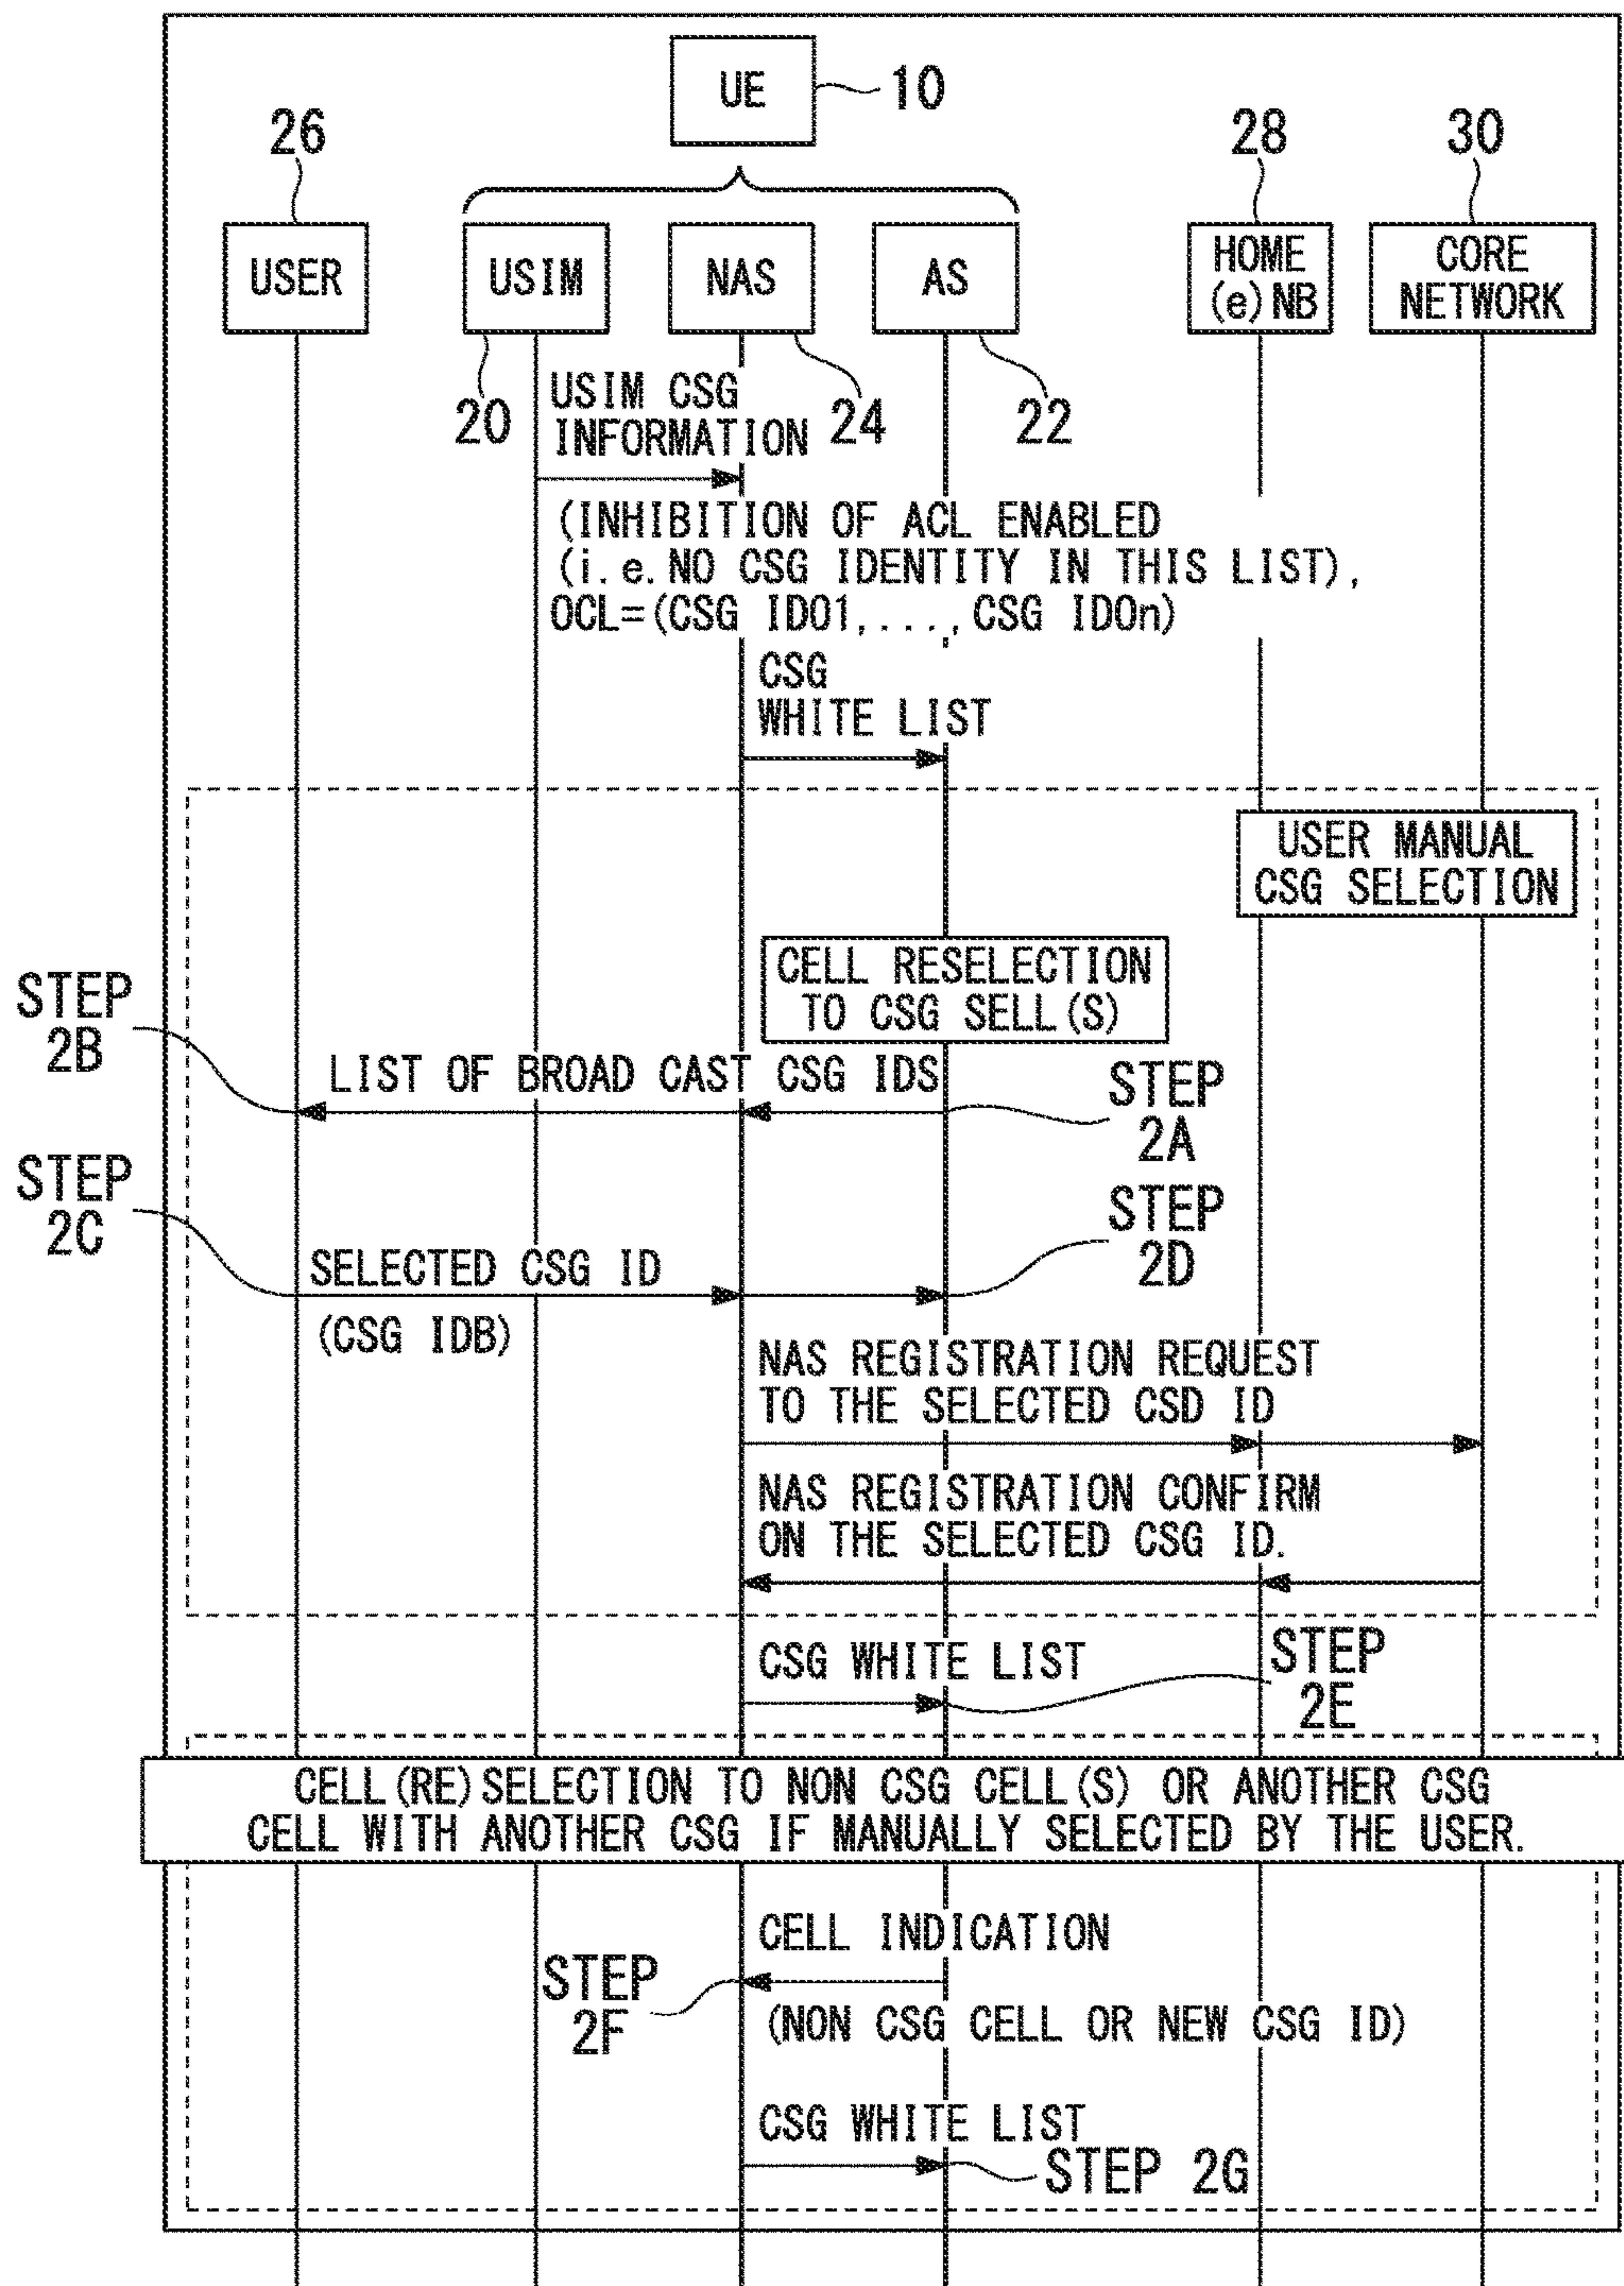 UE
10
26
28
30
USER
USIM
NAS
AS
HOME
(e)NB
CORE
NETWORK
20
24
22
USIM CSG
INFORMATION
(INHIBITION OF ACL ENABLED
(i.e.NO CSG IDENTITY IN THIS LIST),
OCL=(CSG ID01,...,CSG ID0n)
CSG
WHITE LIST
USER MANUAL
CSG SELECTION
CELL RESELECTION
TO CSG SELL(S)
STEP
2B
LIST OF BROAD CAST CSG IDS
STEP
2A
STEP
2C
SELECTED CSG ID
(CSG IDB)
STEP
2D
NAS REGISTRATION REQUEST
TO THE SELECTED CSD ID
NAS REGISTRATION CONFIRM
ON THE SELECTED CSG ID.
CSG WHITE LIST
STEP
2E
CELL(RE)SELECTION TO NON CSG CELL(S) OR ANOTHER CSG
CELL WITH ANOTHER CSG IF MANUALLY SELECTED BY THE USER.
CELL INDICATION
STEP
2F
(NON CSG CELL OR NEW CSG ID)
CSG WHITE LIST
STEP 2G